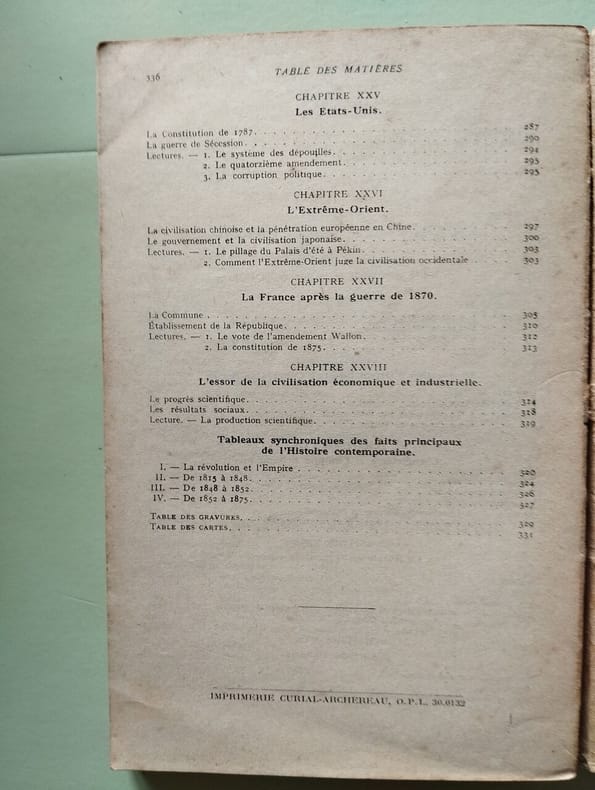 336
TABLE DES MATIÈRES
CHAPITRE XXV
Les Etats-Unis.
La Constitution de 1787. 287
La guerre de Sécession. 290
Lectures. — 1. Le système des dépouilles. 294
2. Le quatorzième amendement. 295
3. La corruption politique. 295
CHAPITRE XXVI
L'Extrême-Orient.
La civilisation chinoise et la pénétration européenne en Chine. 297
Le gouvernement et la civilisation japonaise. 300
Lectures. — 1. Le pillage du Palais d'été à Pékin. 303
2. Comment l'Extrême-Orient juge la civilisation occidentale 303
CHAPITRE XXVII
La France après la guerre de 1870.
La Commune 305
Établissement de la République. 310
Lectures. — 1. Le vote de l'amendement Wallon. 312
2. La constitution de 1875. 313
CHAPITRE XXVIII
L'essor de la civilisation économique et industrielle.
Le progrès scientifique. 314
Les résultats sociaux. 318
Lecture. — La production scientifique. 319
Tableaux synchroniques des faits principaux
de l'Histoire contemporaine.
I. — La révolution et l'Empire 320
II. — De 1815 à 1848. 324
III. — De 1848 à 1852. 326
IV. — De 1852 à 1875. 327
TABLE DES GRAVURES. 329
TABLE DES CARTES. 331
IMPRIMERIE CURIAL-ARCHEREAU, O.P.L. 30.0132